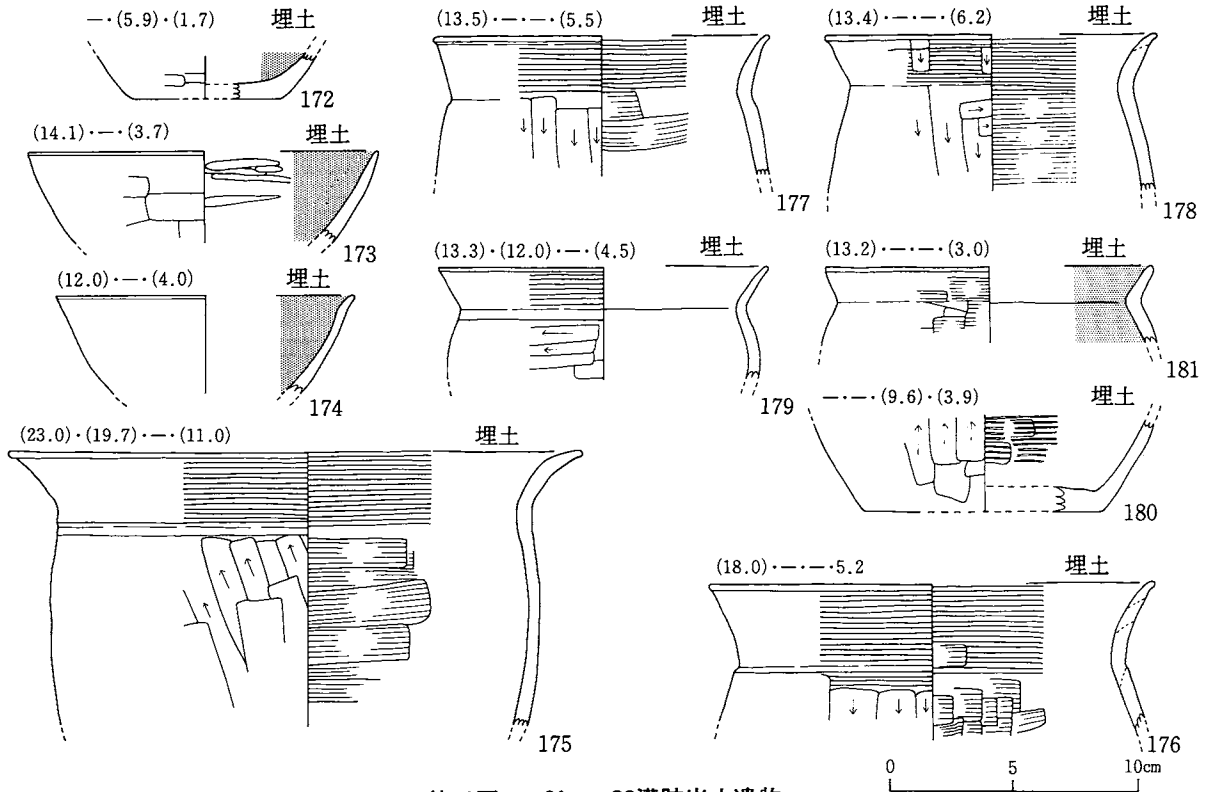 —·(5.9)·(1.7) 埋土
172
(14.1)·—·(3.7) 埋土
173
(12.0)·—·(4.0) 埋土
174
(23.0)·(19.7)·—·(11.0) 埋土
175
(13.5)·—·—·(5.5) 埋土
177
(13.3)·(12.0)·—·(4.5) 埋土
179
(13.4)·—·—·(6.2) 埋土
178
(13.2)·—·—·(3.0) 埋土
181
—·—·(9.6)·(3.9) 埋土
180
(18.0)·—·—·5.2 埋土
176
0 5 10cm